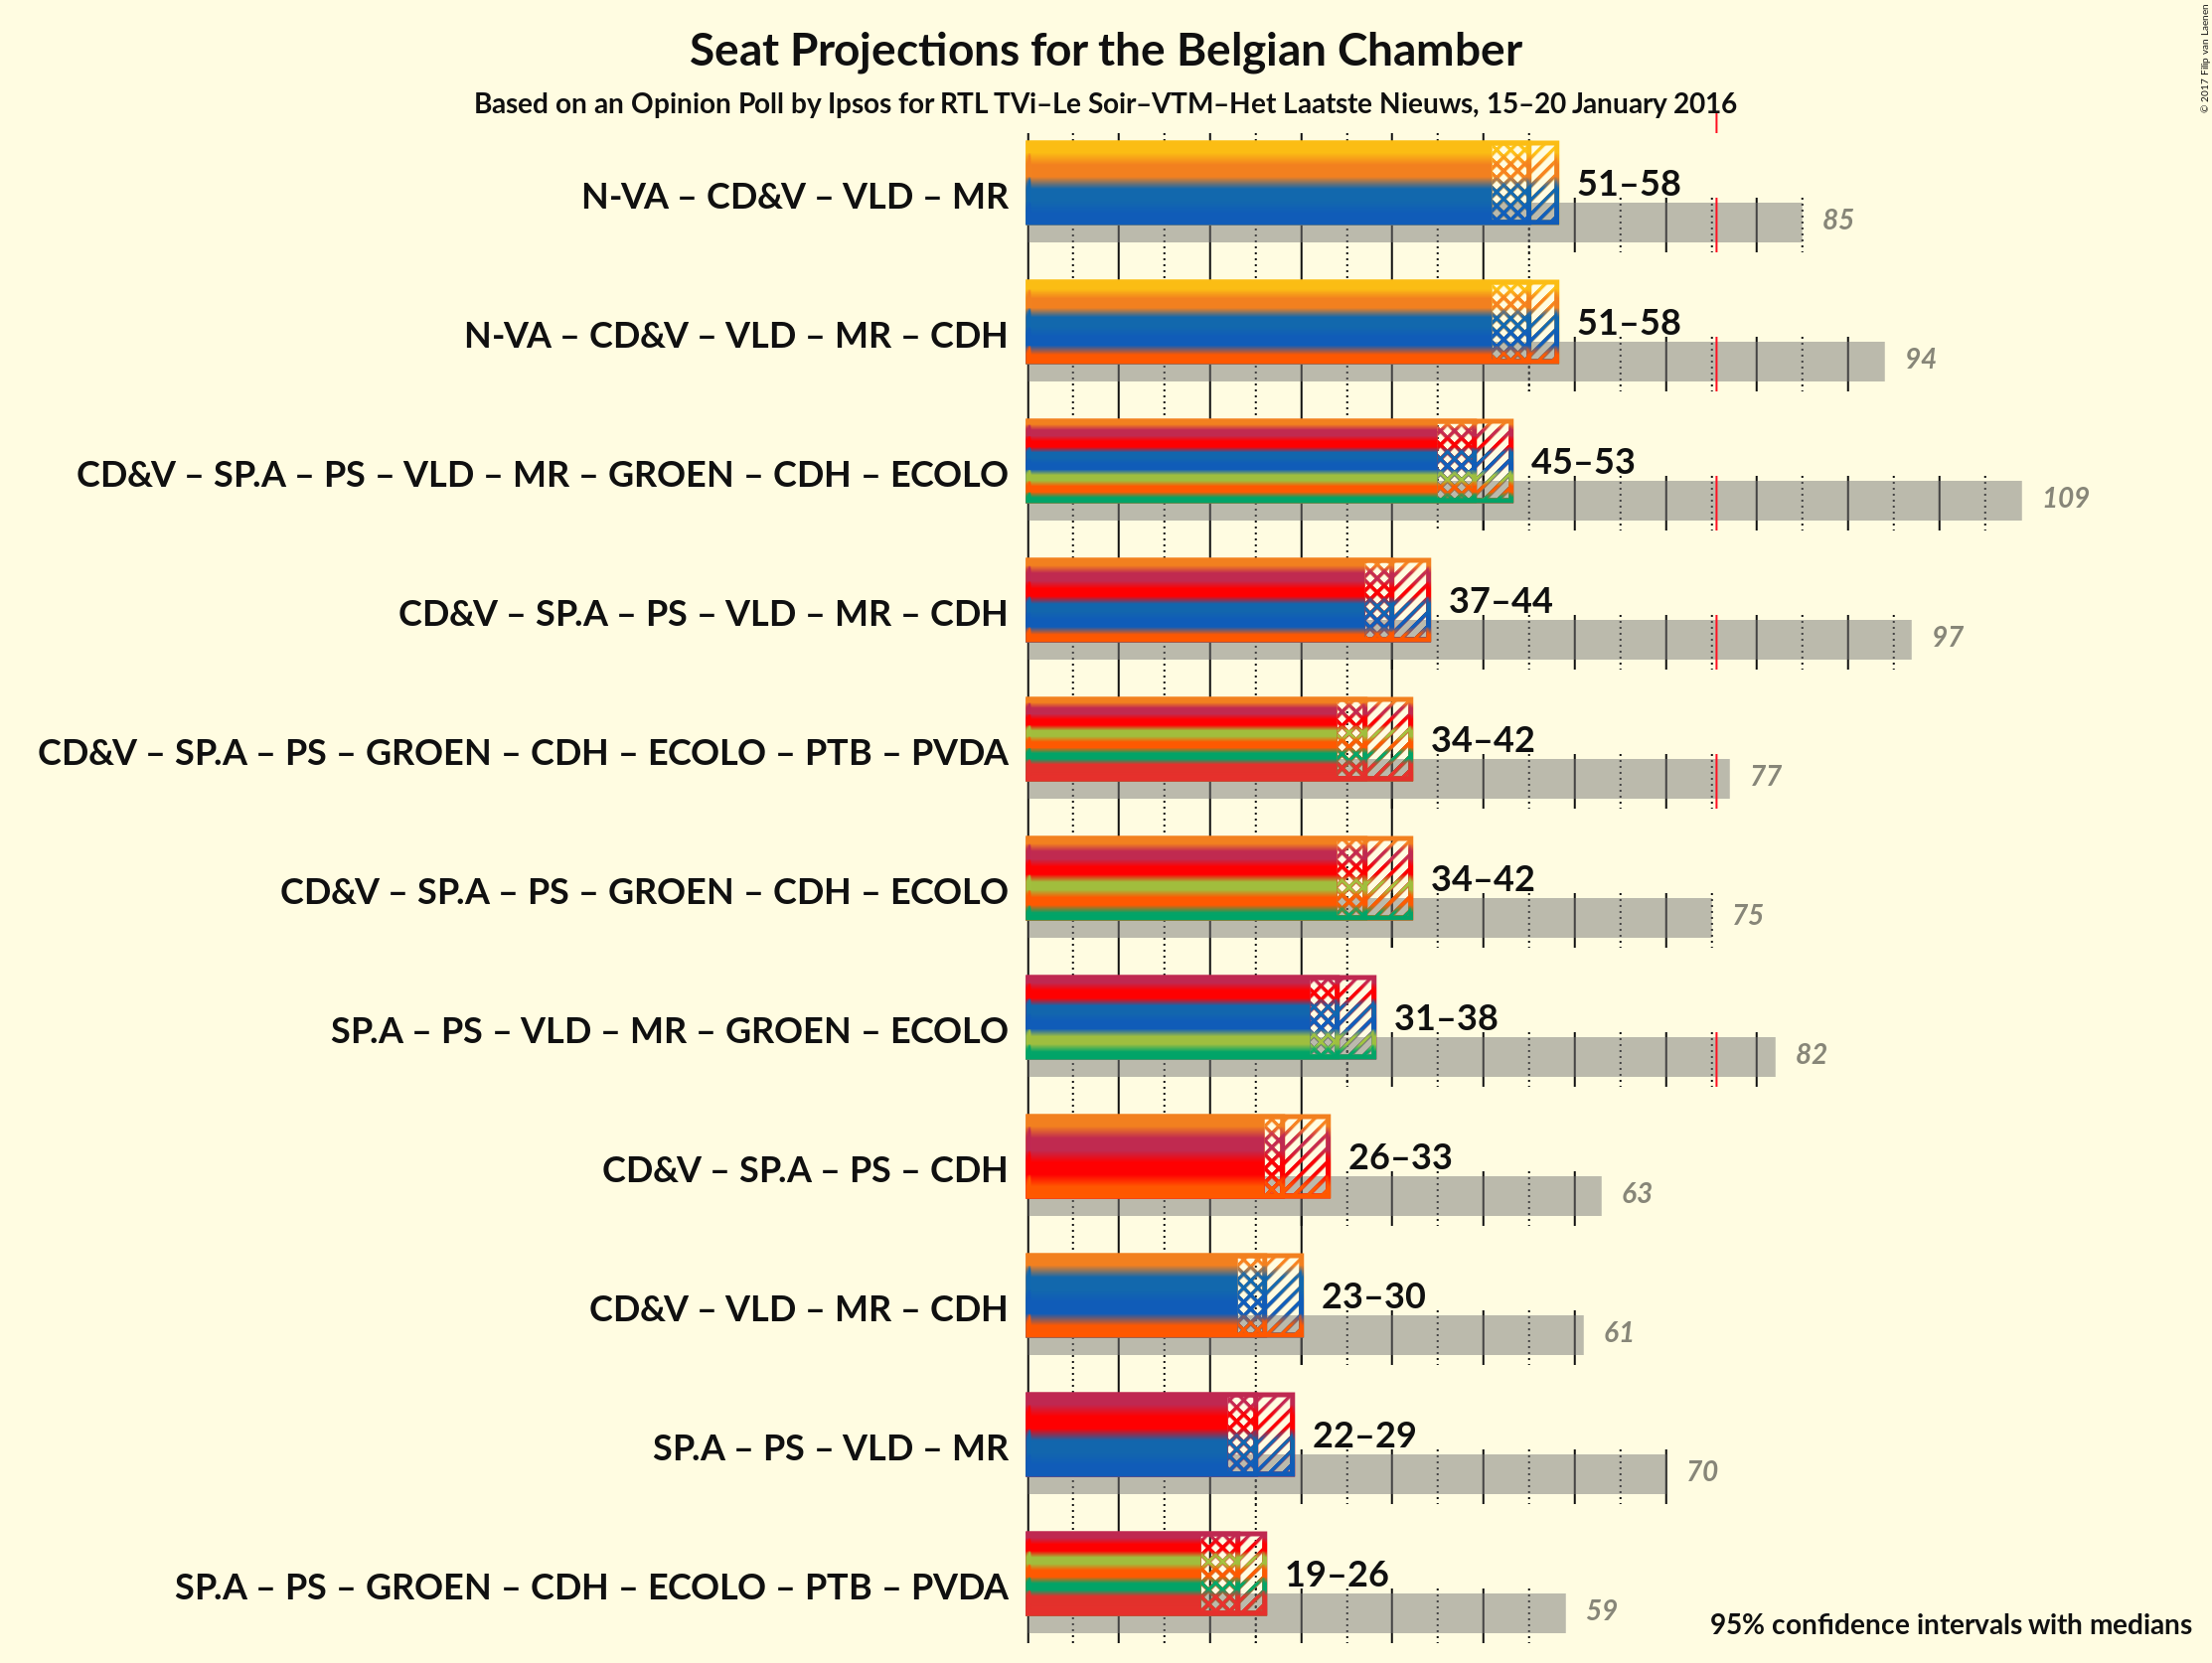 Seat Projections for the Belgian Chamber
Based on an Opinion Poll by Ipsos for RTL TVi–Le Soir–VTM–Het Laatste Nieuws, 15–20 January 2016
© 2017 Filip van Laenen
N-VA – CD&V – VLD – MR
51–58
85
N-VA – CD&V – VLD – MR – CDH
51–58
94
CD&V – SP.A – PS – VLD – MR – GROEN – CDH – ECOLO
45–53
109
CD&V – SP.A – PS – VLD – MR – CDH
37–44
97
CD&V – SP.A – PS – GROEN – CDH – ECOLO – PTB – PVDA
34–42
77
CD&V – SP.A – PS – GROEN – CDH – ECOLO
34–42
75
SP.A – PS – VLD – MR – GROEN – ECOLO
31–38
82
CD&V – SP.A – PS – CDH
26–33
63
CD&V – VLD – MR – CDH
23–30
61
SP.A – PS – VLD – MR
22–29
70
SP.A – PS – GROEN – CDH – ECOLO – PTB – PVDA
19–26
59
95% confidence intervals with medians